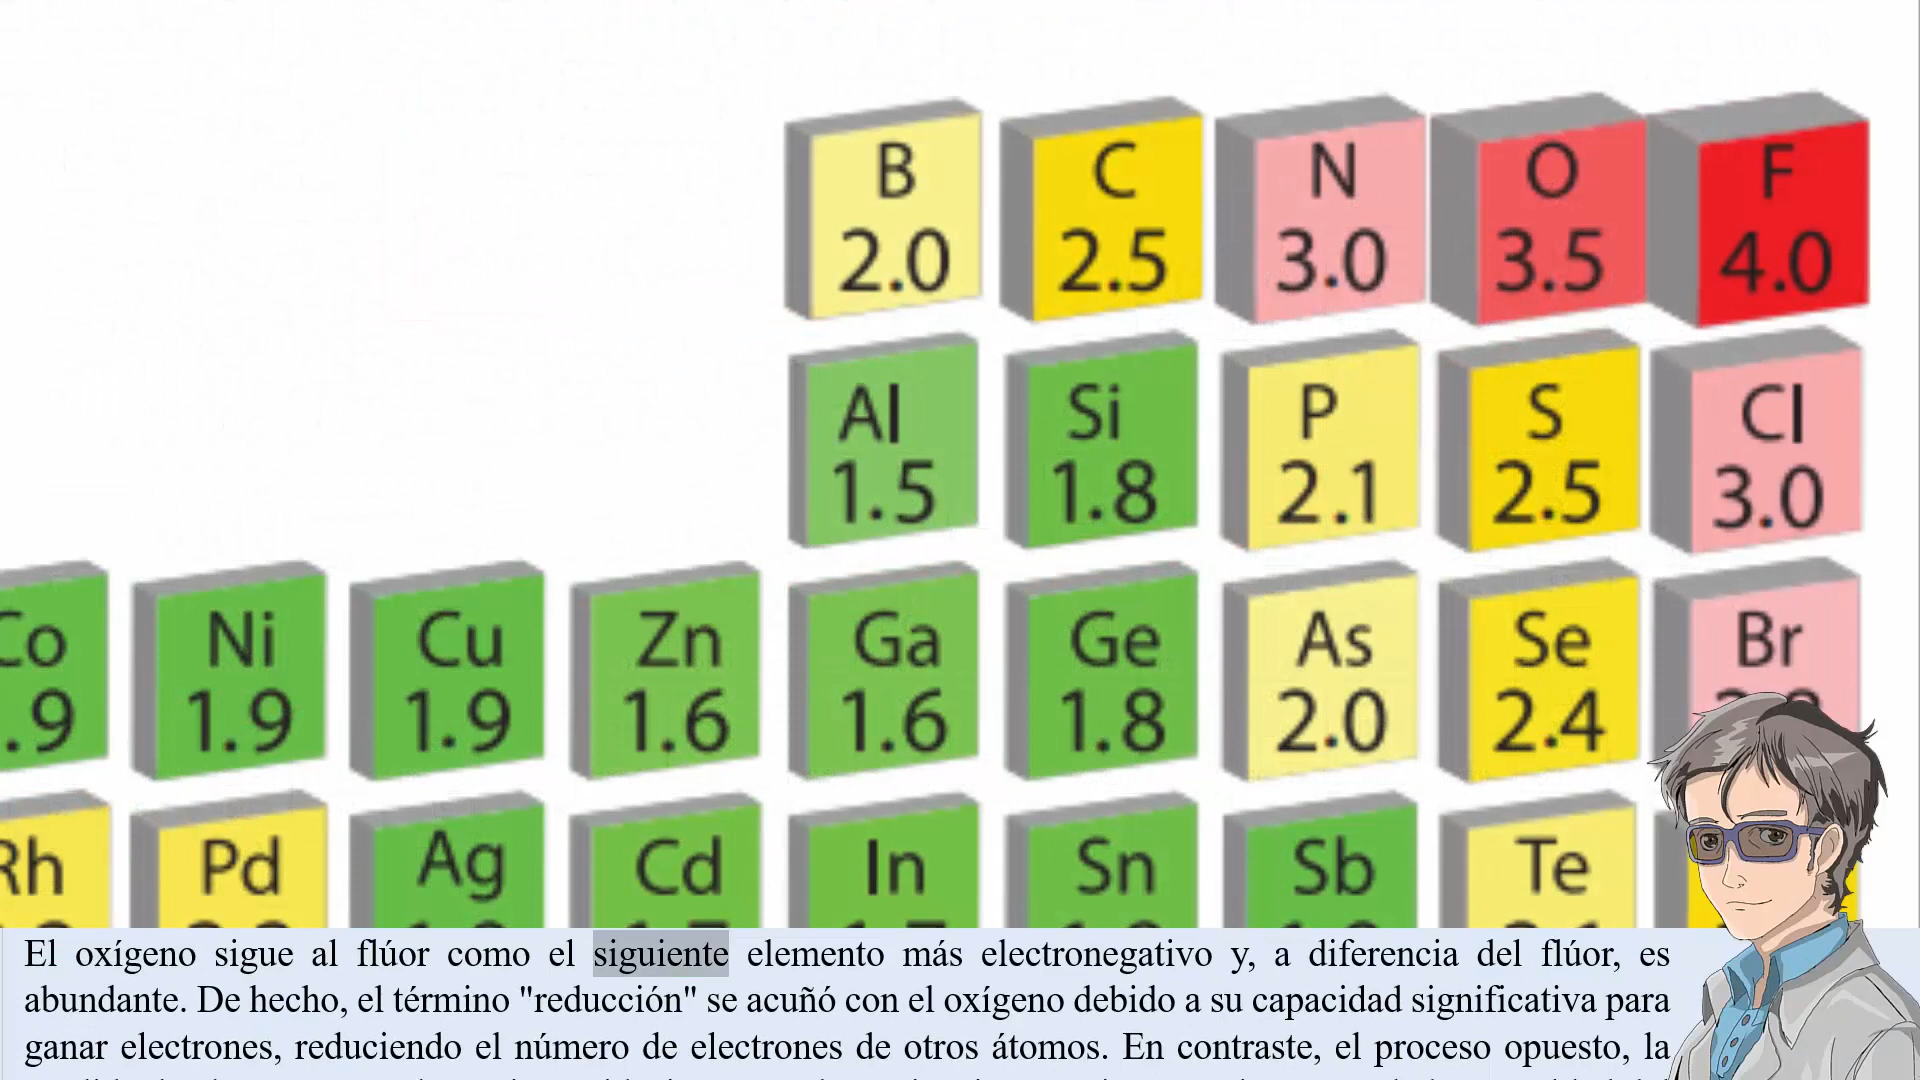 B C N O F
2.0 2.5 3.0 3.5 4.0
Al Si P S Cl
1.5 1.8 2.1 2.5 3.0
Co Ni Cu Zn Ga Ge As Se Br
.9 1.9 1.9 1.6 1.6 1.8 2.0 2.4
Rh Pd Ag Cd In Sn Sb Te
El oxígeno sigue al flúor como el siguiente elemento más electronegativo y, a diferencia del flúor, es
abundante. De hecho, el término "reducción" se acuñó con el oxígeno debido a su capacidad significativa para
ganar electrones, reduciendo el número de electrones de otros átomos. En contraste, el proceso opuesto, la